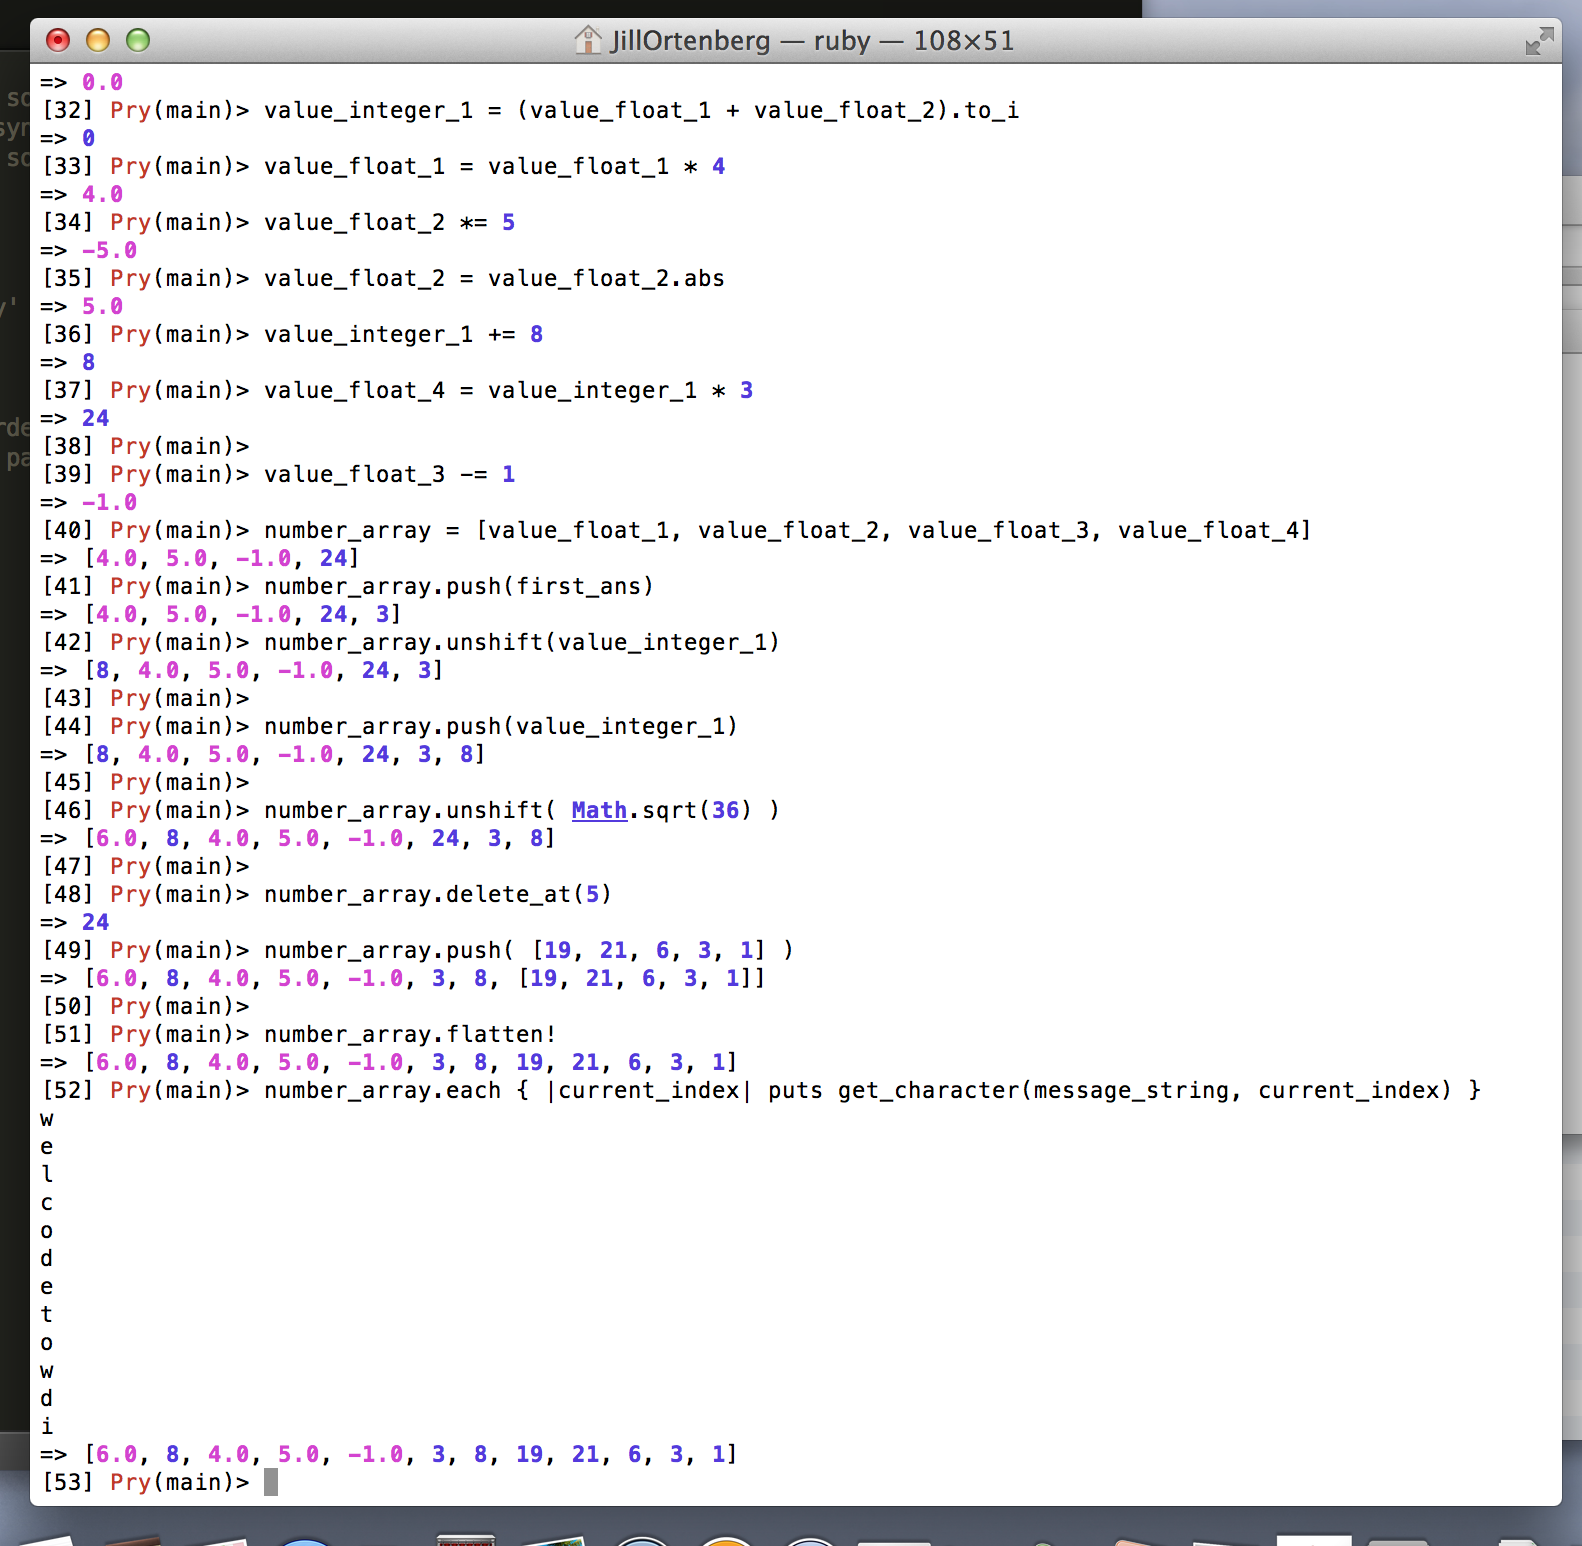 JillOrtenberg — ruby — 108×51
=> 0.0
[32] Pry(main)> value_integer_1 = (value_float_1 + value_float_2).to_i
=> 0
[33] Pry(main)> value_float_1 = value_float_1 * 4
=> 4.0
[34] Pry(main)> value_float_2 *= 5
=> -5.0
[35] Pry(main)> value_float_2 = value_float_2.abs
=> 5.0
[36] Pry(main)> value_integer_1 += 8
=> 8
[37] Pry(main)> value_float_4 = value_integer_1 * 3
=> 24
[38] Pry(main)>
[39] Pry(main)> value_float_3 -= 1
=> -1.0
[40] Pry(main)> number_array = [value_float_1, value_float_2, value_float_3, value_float_4]
=> [4.0, 5.0, -1.0, 24]
[41] Pry(main)> number_array.push(first_ans)
=> [4.0, 5.0, -1.0, 24, 3]
[42] Pry(main)> number_array.unshift(value_integer_1)
=> [8, 4.0, 5.0, -1.0, 24, 3]
[43] Pry(main)>
[44] Pry(main)> number_array.push(value_integer_1)
=> [8, 4.0, 5.0, -1.0, 24, 3, 8]
[45] Pry(main)>
[46] Pry(main)> number_array.unshift( Math.sqrt(36) )
=> [6.0, 8, 4.0, 5.0, -1.0, 24, 3, 8]
[47] Pry(main)>
[48] Pry(main)> number_array.delete_at(5)
=> 24
[49] Pry(main)> number_array.push( [19, 21, 6, 3, 1] )
=> [6.0, 8, 4.0, 5.0, -1.0, 3, 8, [19, 21, 6, 3, 1]]
[50] Pry(main)>
[51] Pry(main)> number_array.flatten!
=> [6.0, 8, 4.0, 5.0, -1.0, 3, 8, 19, 21, 6, 3, 1]
[52] Pry(main)> number_array.each { |current_index| puts get_character(message_string, current_index) }
w
e
l
c
o
d
e
t
o
w
d
i
=> [6.0, 8, 4.0, 5.0, -1.0, 3, 8, 19, 21, 6, 3, 1]
[53] Pry(main)>